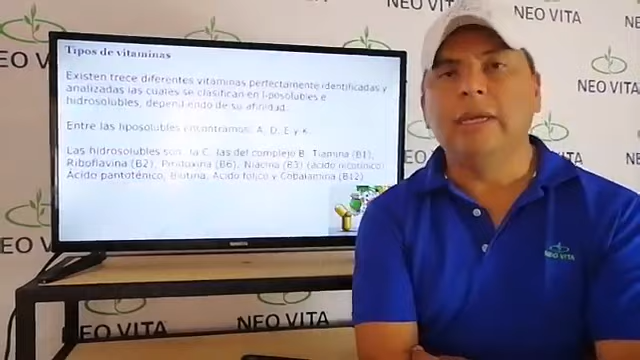 Tipos de vitaminas
Existen trece diferentes vitaminas perfectamente identificadas y
analizadas las cuales se clasifican en liposolubles e
hidrosolubles, dependiendo de su afinidad.
Entre las liposolubles encontramos: A, D, E y K
Las hidrosolubles son: la C, las del complejo B: Tiamina (B1),
Riboflavina (B2), Piridoxina (B6), Niacina (B3) (ácido nicotínico)
Ácido pantoténico, Biotina, Ácido fólico y Cobalamina (B12)
NEO VITA
NEO VITA
NEO VITA
NEO VITA
NEO VITA
NEO VITA
NEO VITA